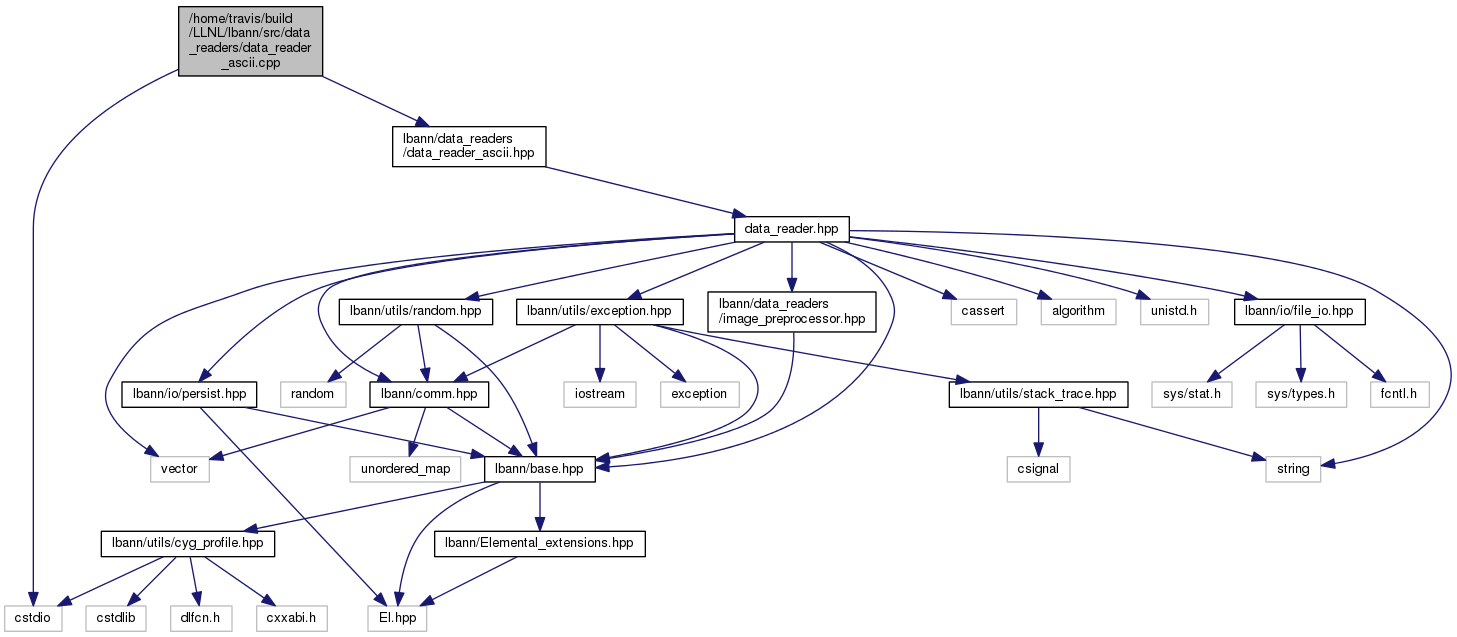 /home/travis/build
/LLNL/lbann/src/data
_readers/data_reader
_ascii.cpp
lbann/data_readers
/data_reader_ascii.hpp
data_reader.hpp
lbann/utils/random.hpp
lbann/utils/exception.hpp
lbann/data_readers
/image_preprocessor.hpp
cassert
algorithm
unistd.h
lbann/io/file_io.hpp
lbann/io/persist.hpp
random
lbann/comm.hpp
iostream
exception
lbann/utils/stack_trace.hpp
sys/stat.h
sys/types.h
fcntl.h
vector
unordered_map
lbann/base.hpp
csignal
string
lbann/utils/cyg_profile.hpp
lbann/Elemental_extensions.hpp
cstdio
cstdlib
dlfcn.h
cxxabi.h
El.hpp